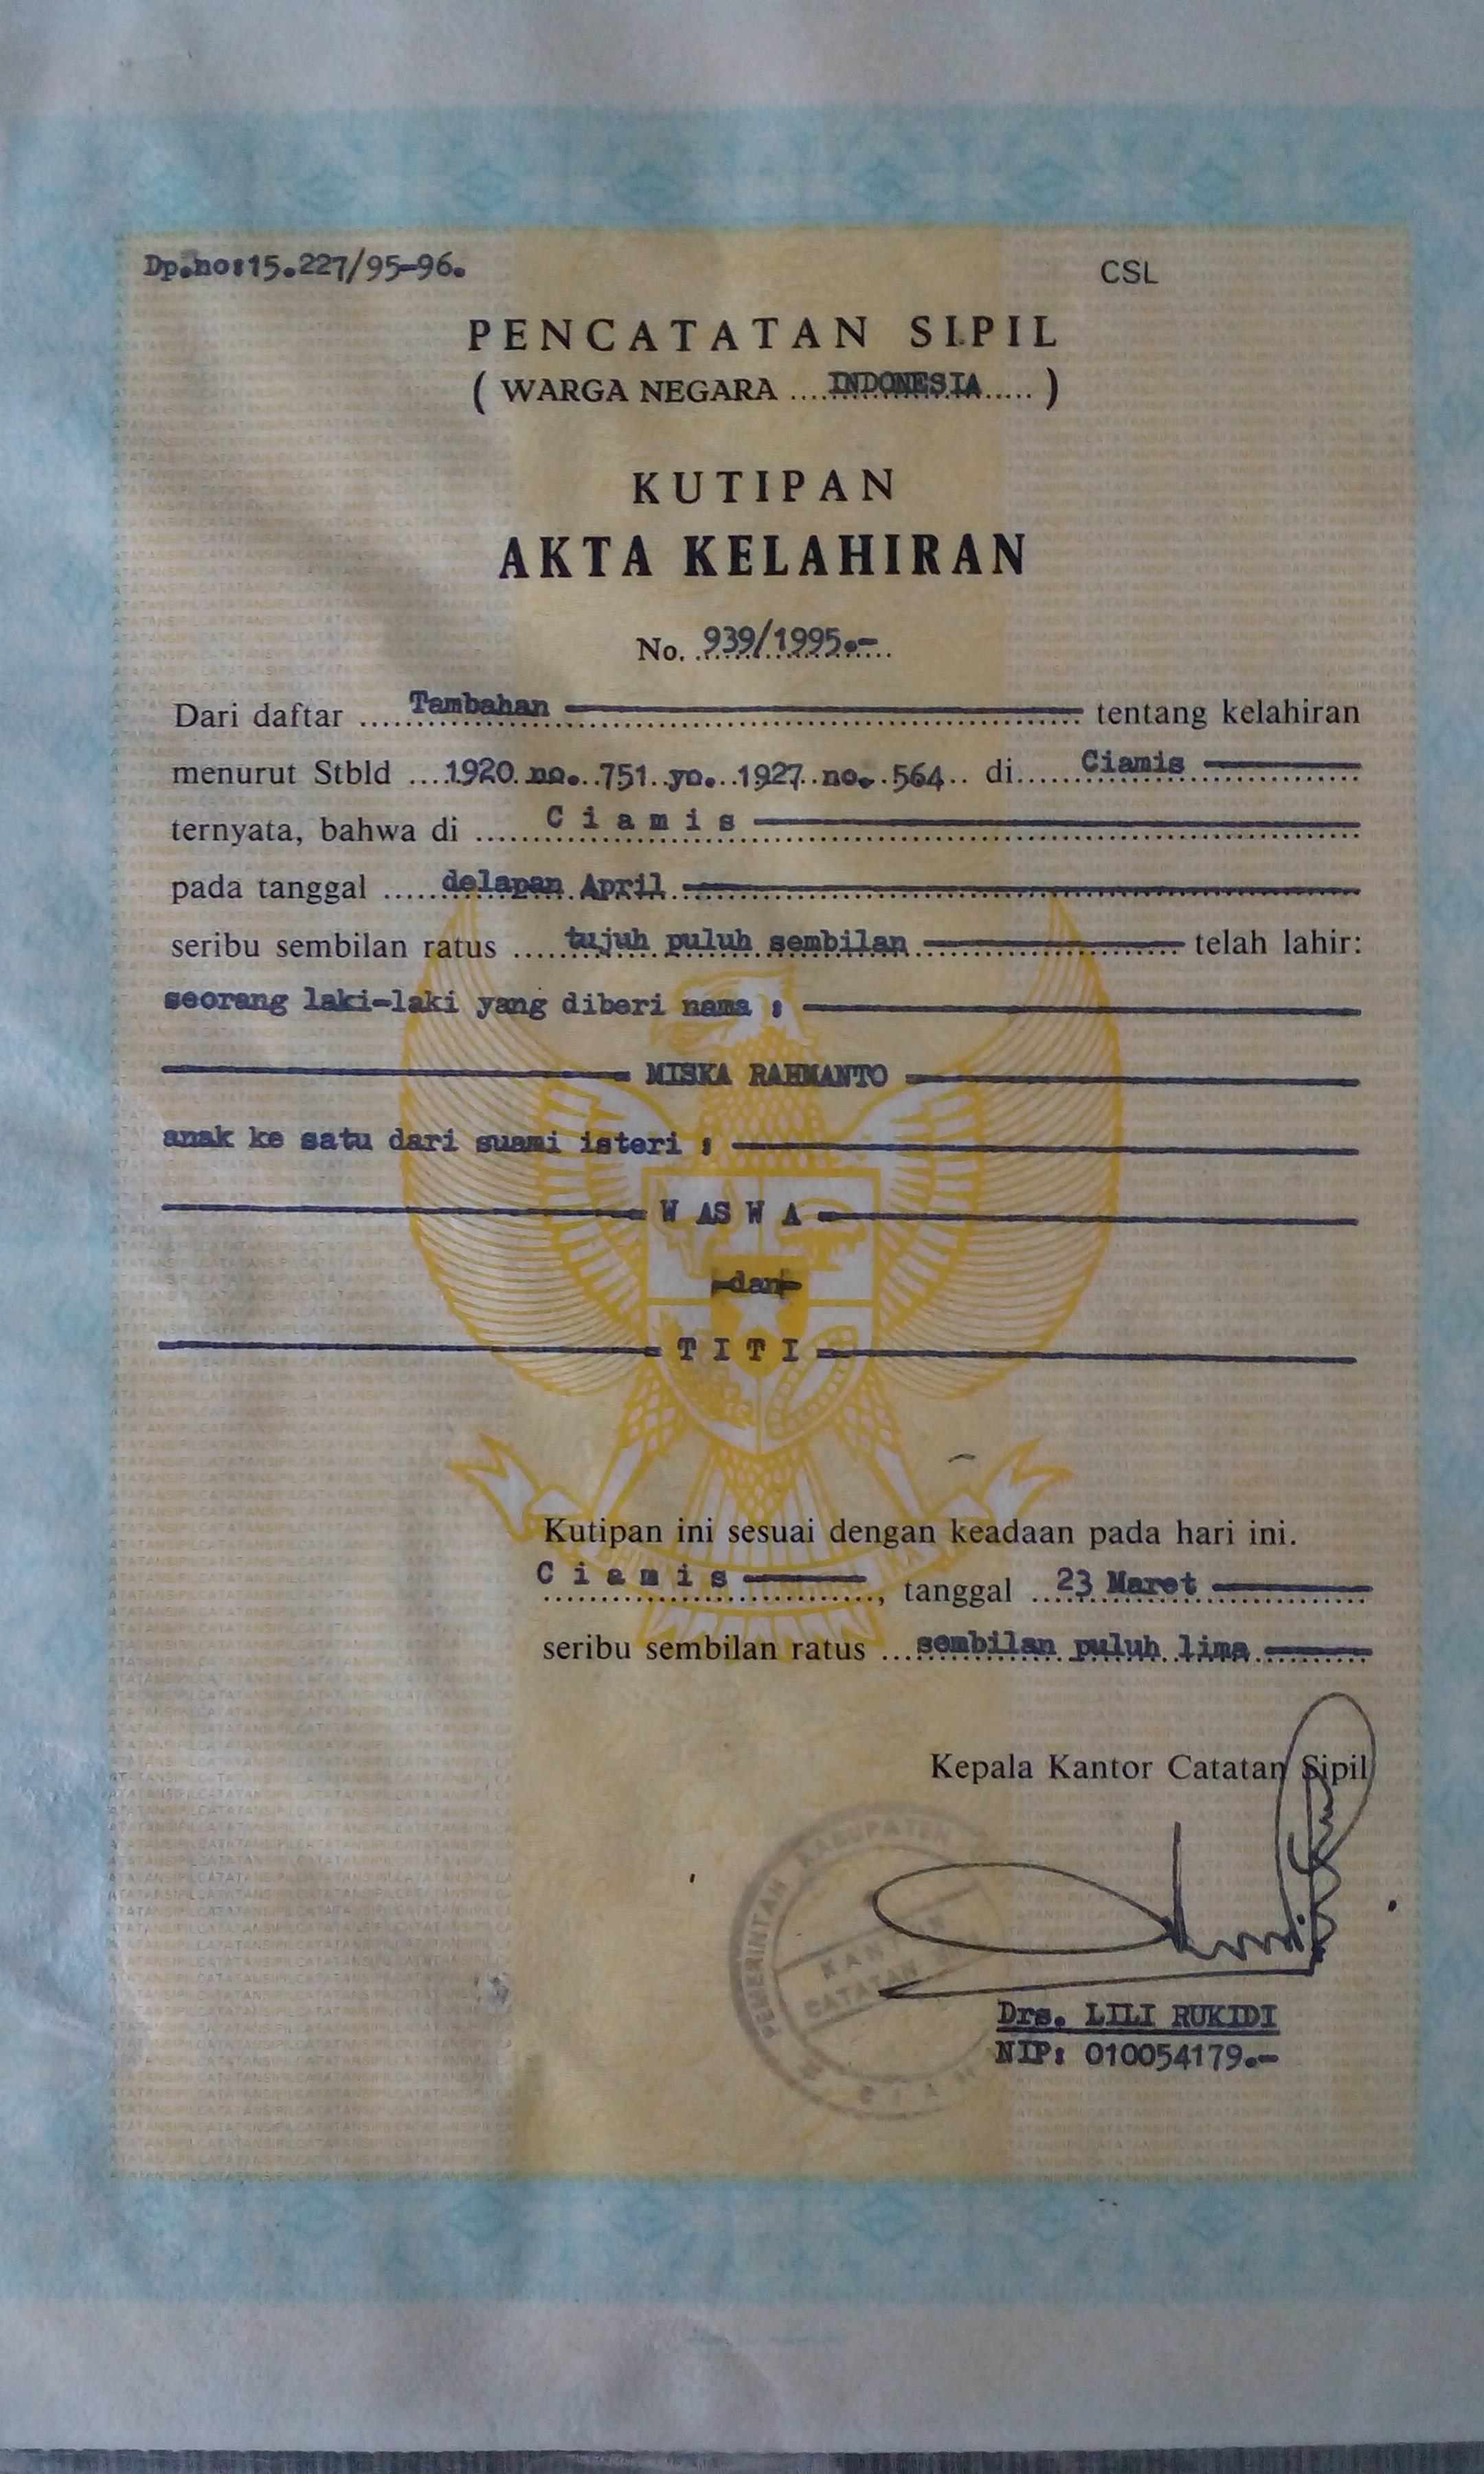 Dp.no:15.227/95-96.
CSL
PENCATATAN SIPIL
( WARGA NEGARA ....INDONESIA..... )
KUTIPAN
AKTA KELAHIRAN
No. 939/1995.-
Dari daftar .... Tambahan tentang kelahiran
menurut Stbld ....1920 no. 751 yo. 1927 no. 564.. di...... Ciamis
ternyata, bahwa di ...... C i a m i s
pada tanggal ..... delapan April
seribu sembilan ratus .... tujuh puluh sembilan telah lahir:
seorang laki-laki yang diberi nama :
MISKA RAHMANTO
anak ke satu dari suami isteri :
W AS W A
-dan-
T I T I
Kutipan ini sesuai dengan keadaan pada hari ini.
C i a m i s , tanggal ... 23 Maret
seribu sembilan ratus ... sembilan puluh lima
Kepala Kantor Catatan Sipil
PEMERINTAH KABUPATEN
CATATAN
Drs. LILI RUKIDI
NIP: 010054179.-